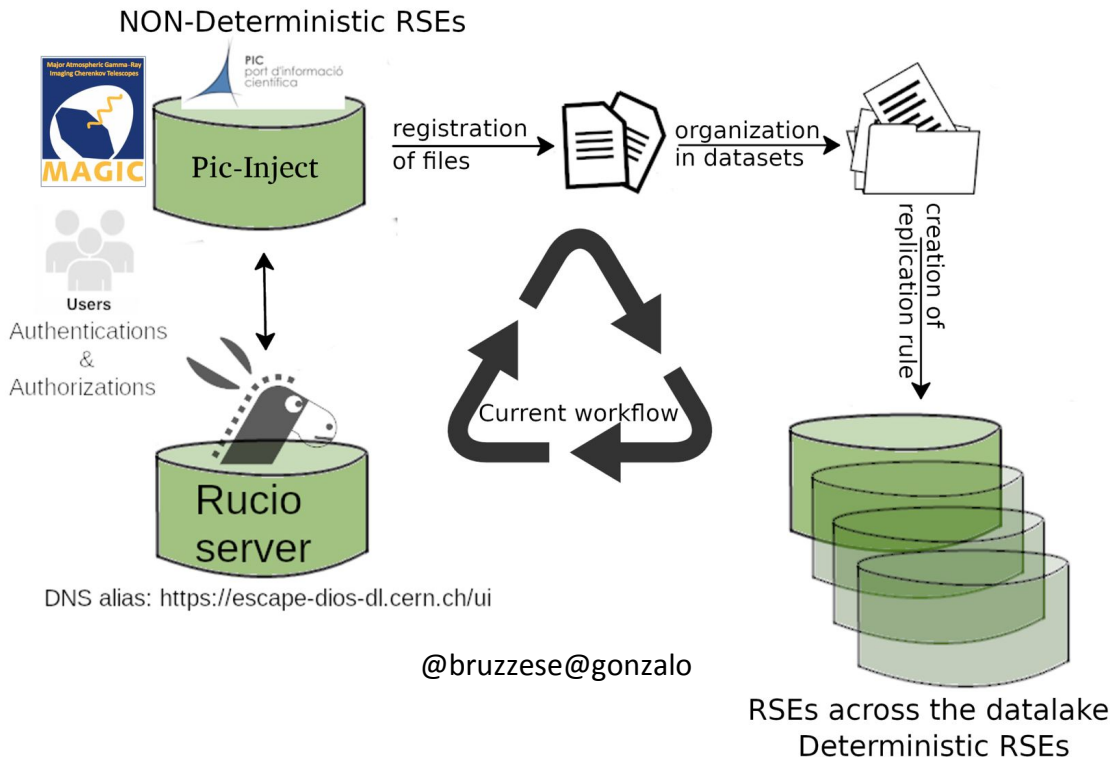 NON-Deterministic RSEs
Major Atmospheric Gamma-Ray
Imaging Cherenkov Telescopes
MAGIC
PIC
port d'informació
científica
Pic-Inject
registration
of files
organization
in datasets
creation of
replication rule
Users
Authentications
&
Authorizations
Current workflow
Rucio
server
DNS alias: https://escape-dios-dl.cern.ch/ui
@bruzzese@gonzalo
RSEs across the datalake
Deterministic RSEs